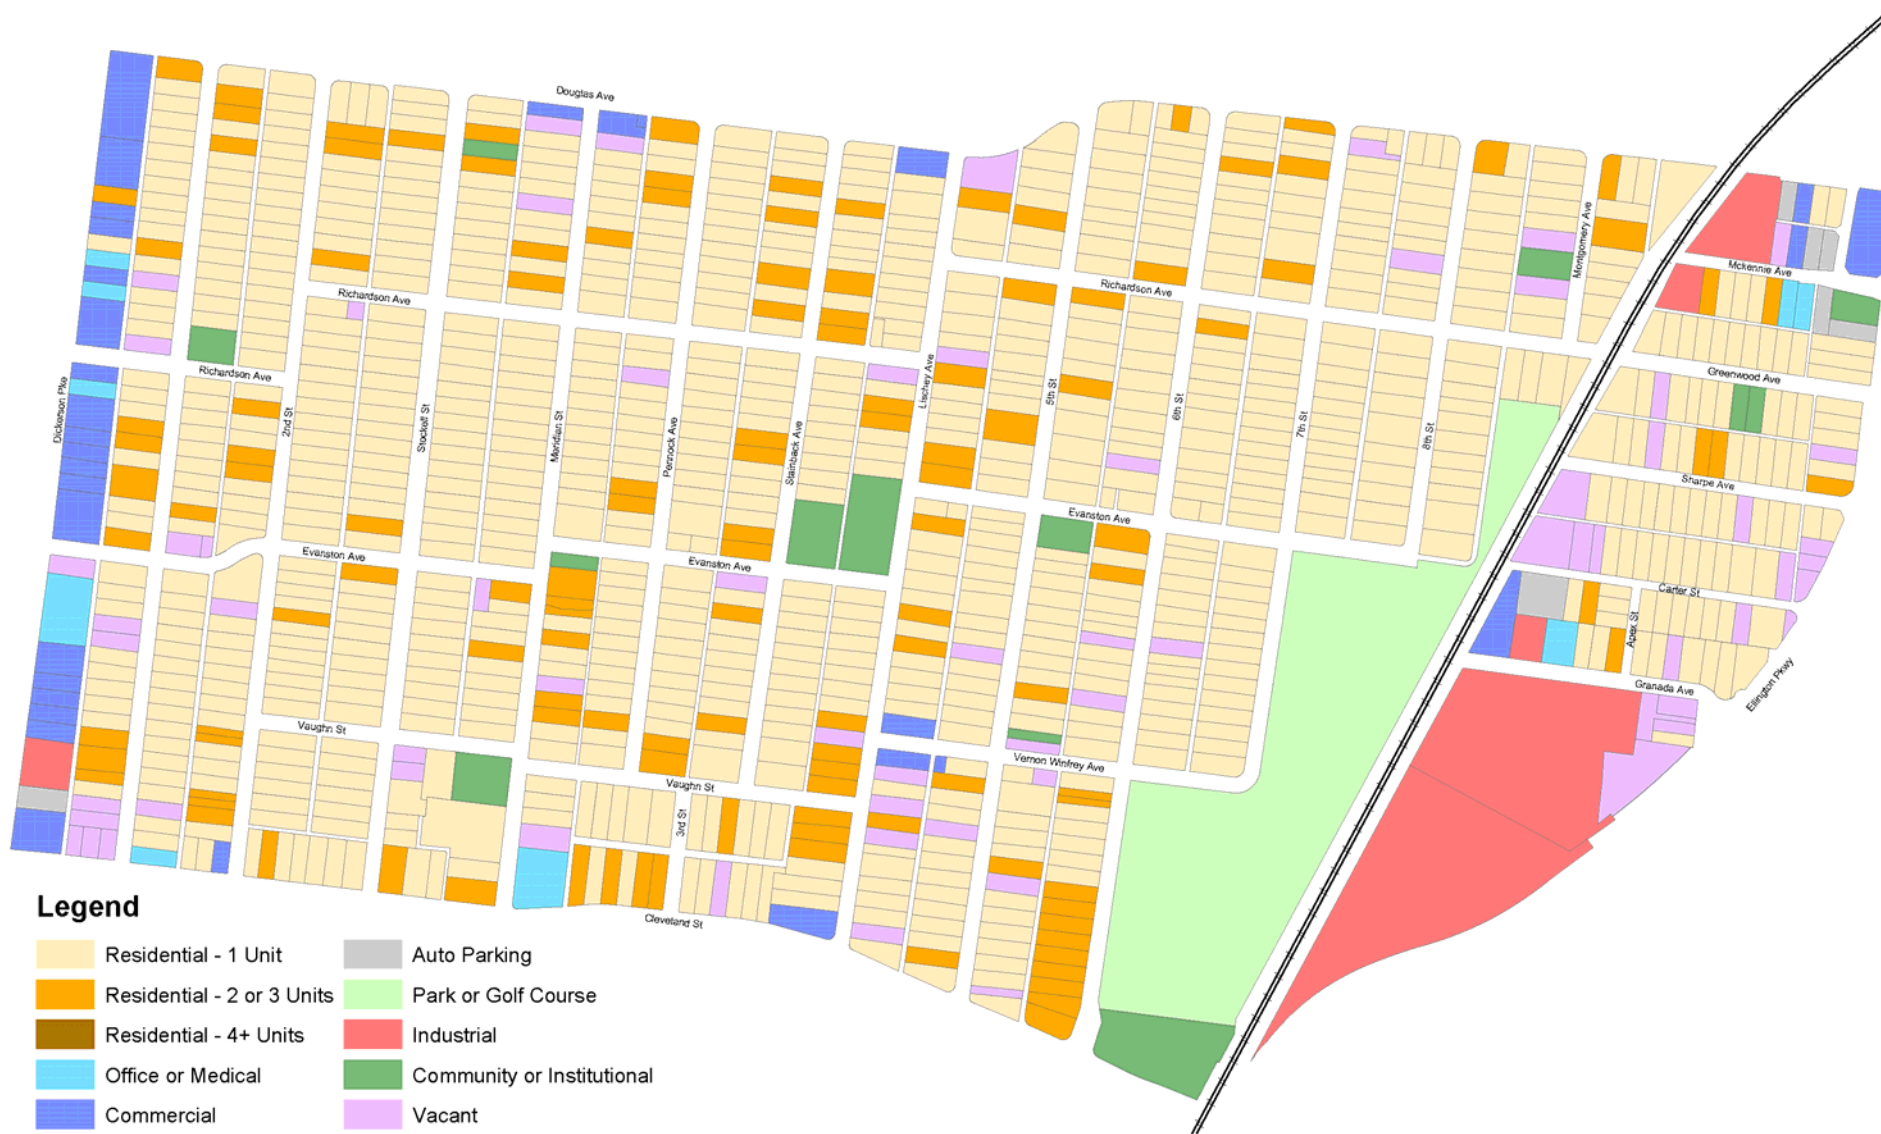 Douglas Ave
Mckennie Ave
Montgomery Ave
Richardson Ave
Richardson Ave
Richardson Ave
Greenwood Ave
Dickerson Pke
2nd St
Stockell St
Meridian St
Pennock Ave
Stainback Ave
Lischey Ave
5th St
6th St
7th St
8th St
Sharpe Ave
Evanston Ave
Evanston Ave
Evanston Ave
Carter St
Apex St
Granada Ave
Ellington Pkwy
Vaughn St
Vernon Winfrey Ave
Vaughn St
3rd St
Cleveland St
Legend
Residential - 1 Unit
Residential - 2 or 3 Units
Residential - 4+ Units
Office or Medical
Commercial
Auto Parking
Park or Golf Course
Industrial
Community or Institutional
Vacant